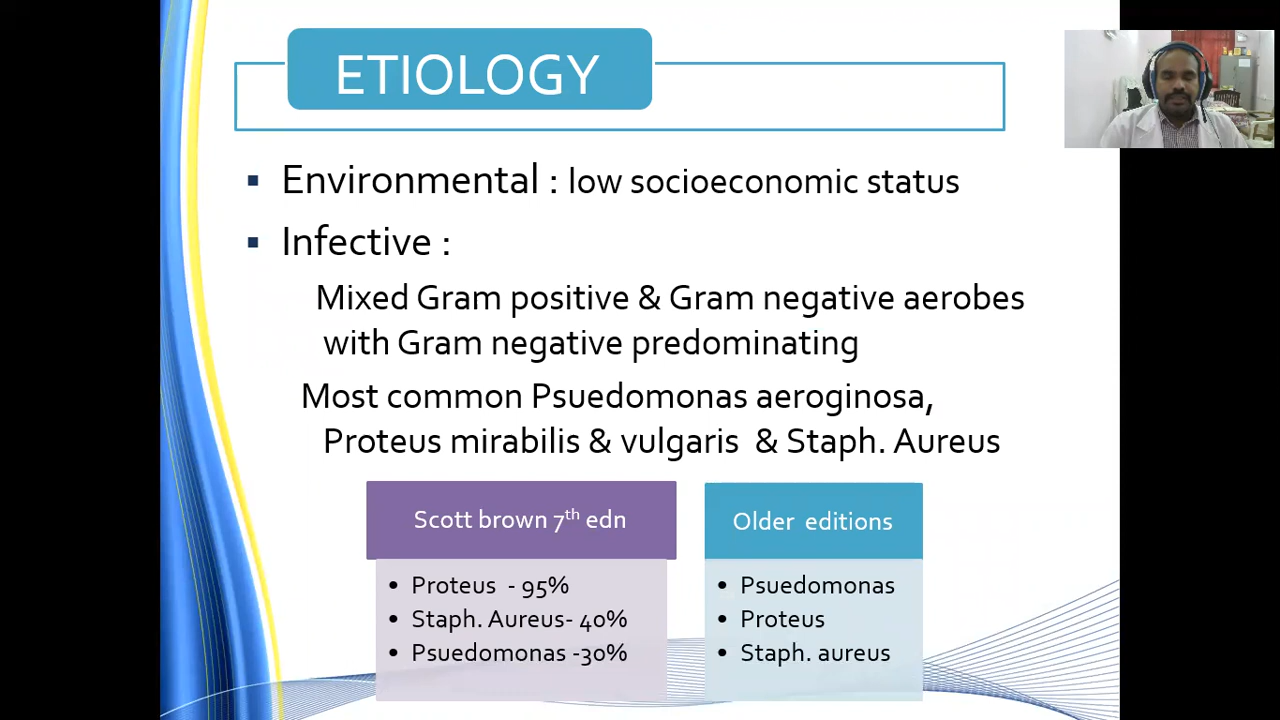 ETIOLOGY
Environmental : low socioeconomic status
Infective :
Mixed Gram positive & Gram negative aerobes
with Gram negative predominating
Most common Psuedomonas aeroginosa,
Proteus mirabilis & vulgaris & Staph. Aureus
Scott brown 7th edn
• Proteus - 95%
• Staph. Aureus- 40%
• Psuedomonas -30%
Older editions
• Psuedomonas
• Proteus
• Staph. aureus